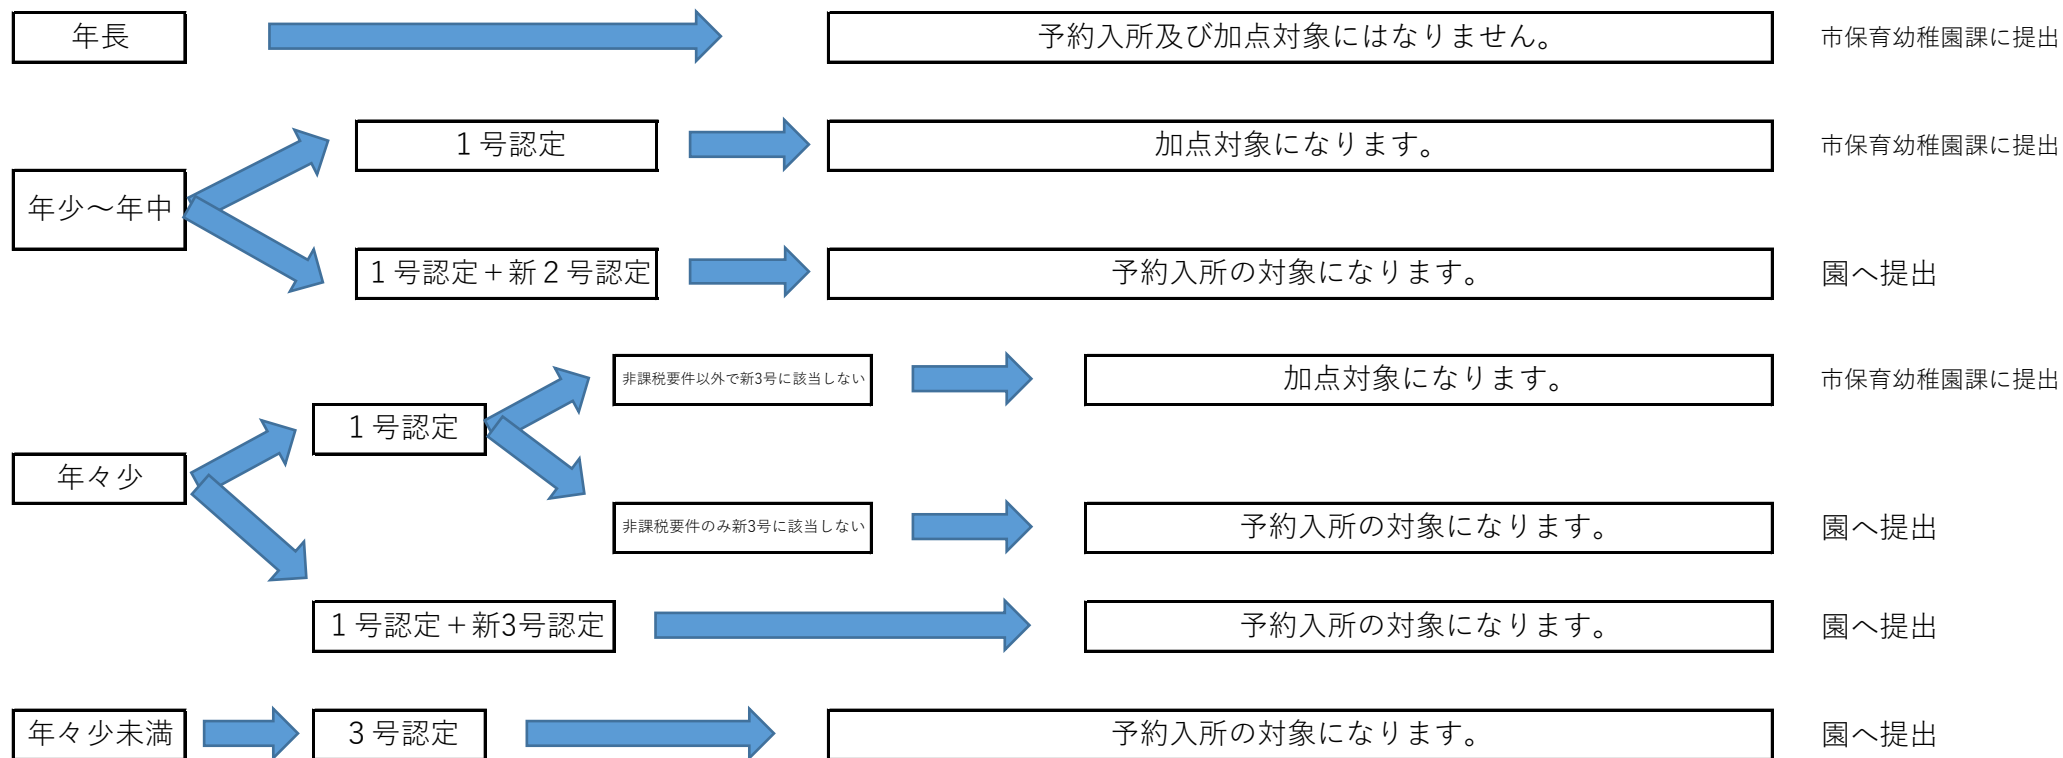 年長
予約入所及び加点対象にはなりません。
市保育幼稚園課に提出
１号認定
加点対象になります。
市保育幼稚園課に提出
年少～年中
１号認定＋新２号認定
予約入所の対象になります。
園へ提出
非課税要件以外で新3号に該当しない
加点対象になります。
市保育幼稚園課に提出
１号認定
年々少
非課税要件のみ新3号に該当しない
予約入所の対象になります。
園へ提出
１号認定＋新3号認定
予約入所の対象になります。
園へ提出
年々少未満
３号認定
予約入所の対象になります。
園へ提出